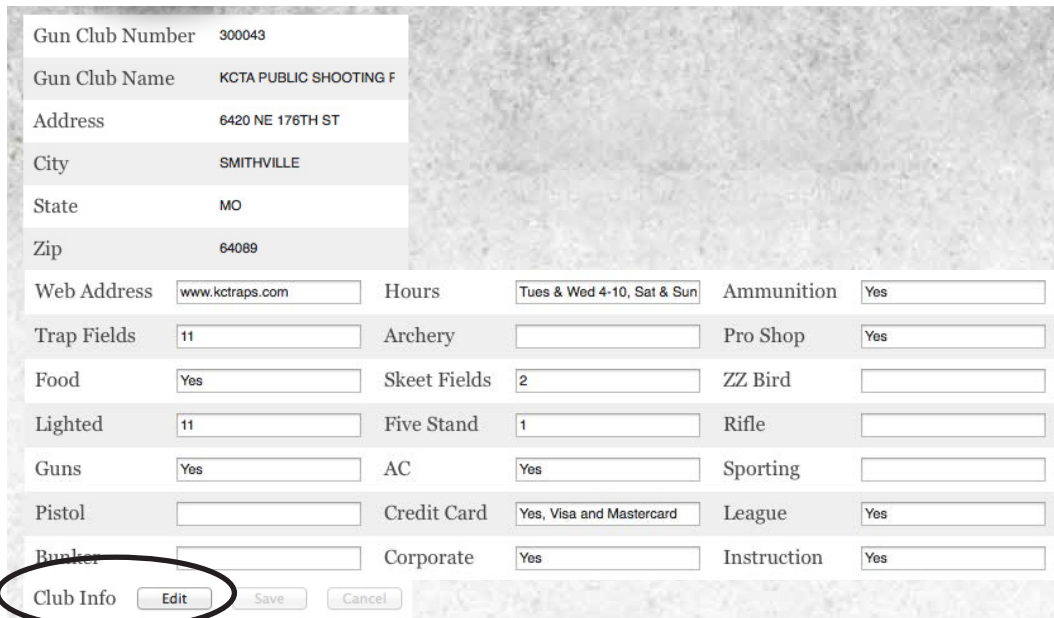 Gun Club Number 300043
Gun Club Name KCTA PUBLIC SHOOTING F
Address 6420 NE 176TH ST
City SMITHVILLE
State MO
Zip 64089
Web Address www.kctraps.com Hours Tues & Wed 4-10, Sat & Sun Ammunition Yes
Trap Fields 11 Archery Pro Shop Yes
Food Yes Skeet Fields 2 ZZ Bird
Lighted 11 Five Stand 1 Rifle
Guns Yes AC Yes Sporting
Pistol Credit Card Yes, Visa and Mastercard League Yes
Bunker Corporate Yes Instruction Yes
Club Info Edit Save Cancel